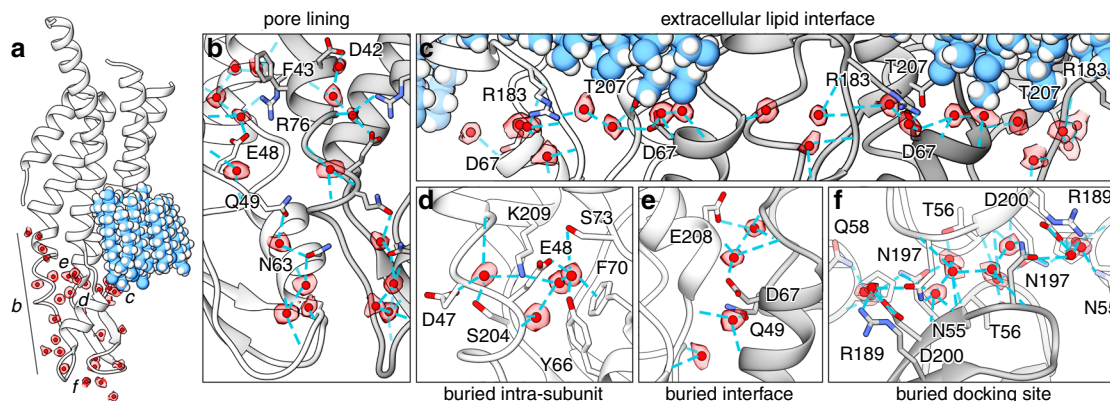 pore lining
extracellular lipid interface
a
b
e
d
c
f
b
D42
F43
R76
E48
Q49
N63
c
R183
T207
D67
D67
R183
T207
D67
R183
T207
d
K209
S73
E48
F70
D47
S204
Y66
e
E208
D67
Q49
f
T56
D200
R189
Q58
N197
N197
N55
N55
T56
R189
D200
buried intra-subunit
buried interface
buried docking site